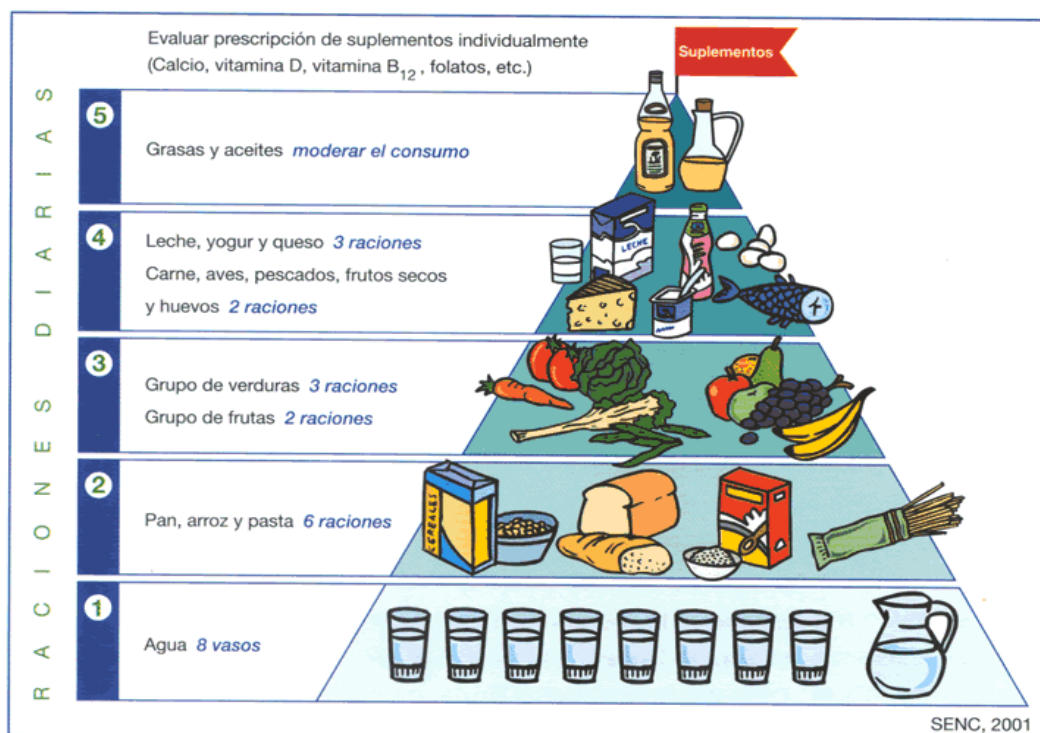 Evaluar prescripción de suplementos individualmente
(Calcio, vitamina D, vitamina B12, folatos, etc.)
Suplementos
RACIONES DIARIAS
5
Grasas y aceites moderar el consumo
4
Leche, yogur y queso 3 raciones
Carne, aves, pescados, frutos secos
y huevos 2 raciones
LECHE
3
Grupo de verduras 3 raciones
Grupo de frutas 2 raciones
2
Pan, arroz y pasta 6 raciones
CEREALES
1
Agua 8 vasos
SENC, 2001